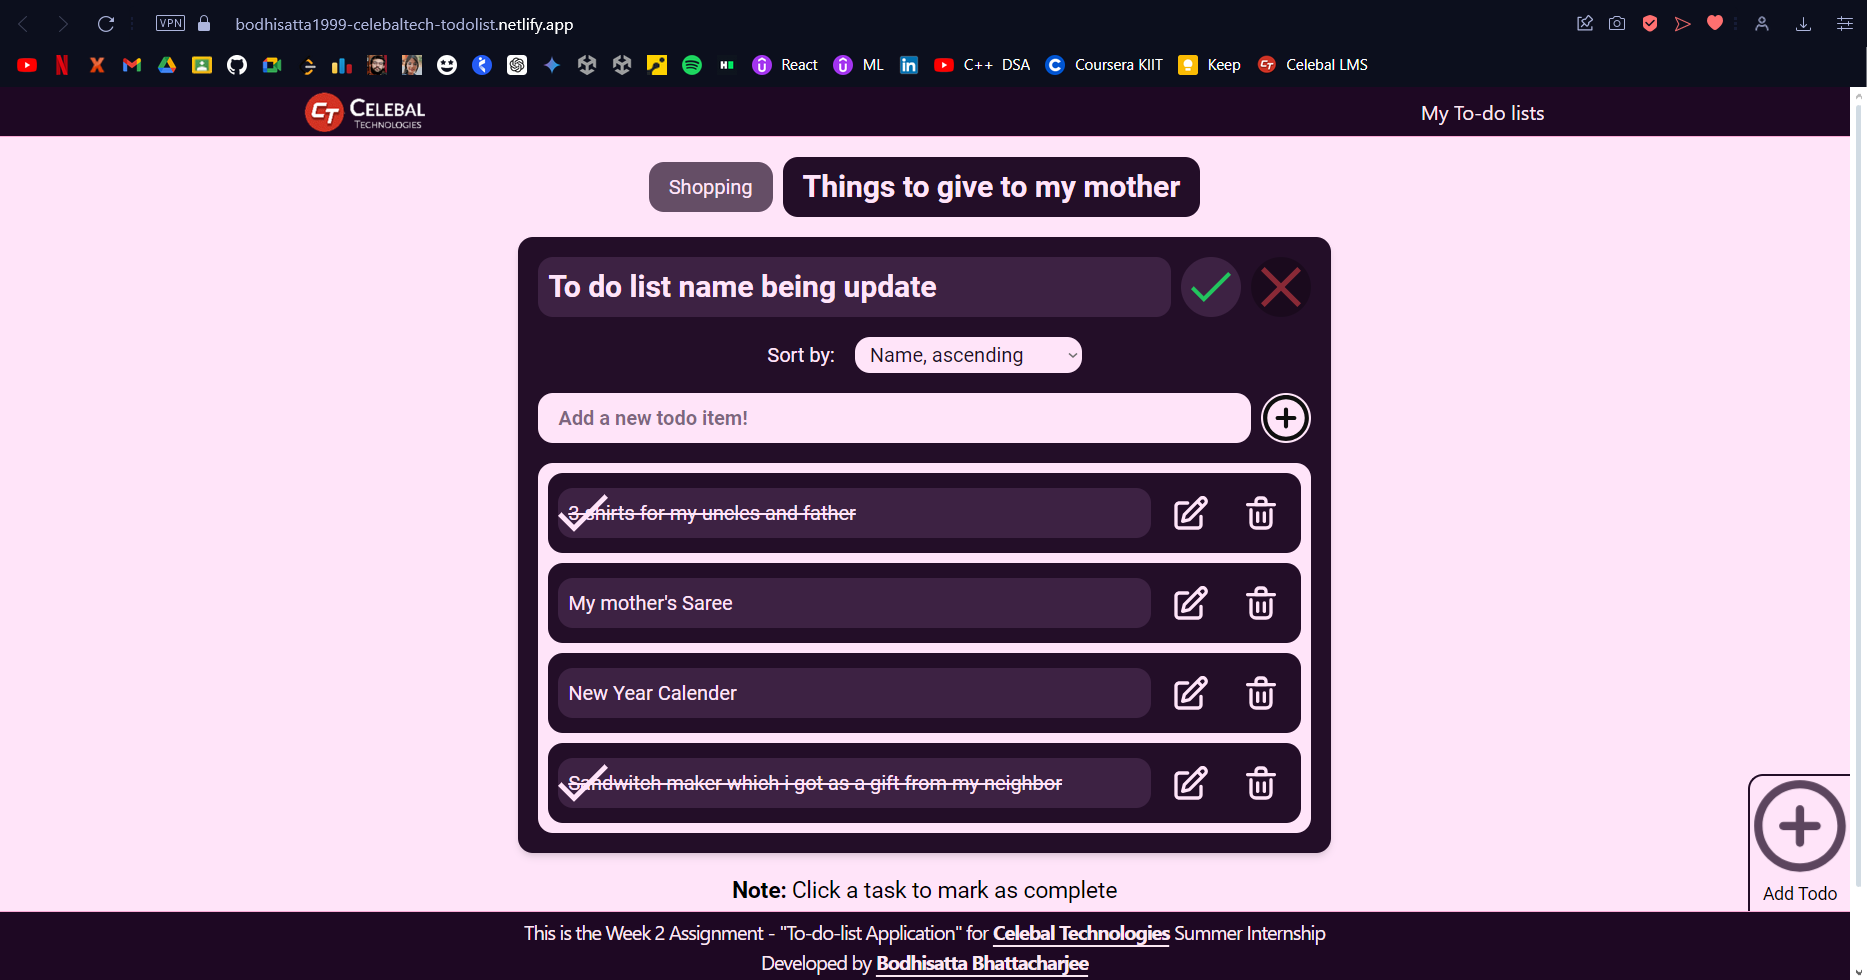 VPN
bodhisatta1999-celebaltech-todolist.netlify.app
React
ML
C++ DSA
Coursera KIIT
Keep
Celebal LMS
CT CELEBAL TECHNOLOGIES
My To-do lists
Shopping
Things to give to my mother
To do list name being update
Sort by: Name, ascending
Add a new todo item!
3 shirts for my uncles and father
My mother's Saree
New Year Calender
Sandwitch maker which i got as a gift from my neighbor
Add Todo
Note: Click a task to mark as complete
This is the Week 2 Assignment - "To-do-list Application" for Celebal Technologies Summer Internship
Developed by Bodhisatta Bhattacharjee